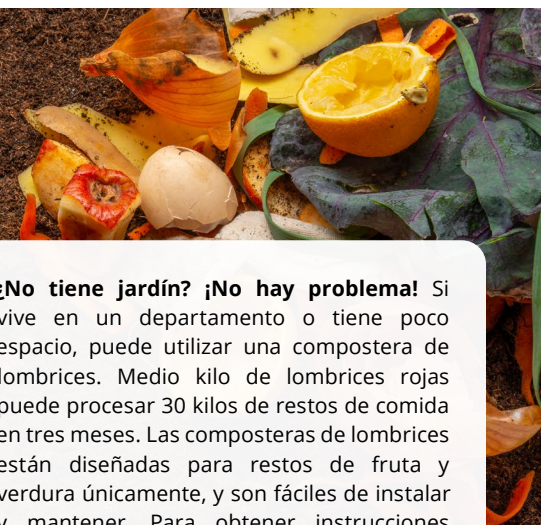 ¿No tiene jardín? ¡No hay problema! Si
vive en un departamento o tiene poco
espacio, puede utilizar una compostera de
lombrices. Medio kilo de lombrices rojas
puede procesar 30 kilos de restos de comida
en tres meses. Las composteras de lombrices
están diseñadas para restos de fruta y
verdura únicamente, y son fáciles de instalar
y mantener. Para obtener instrucciones